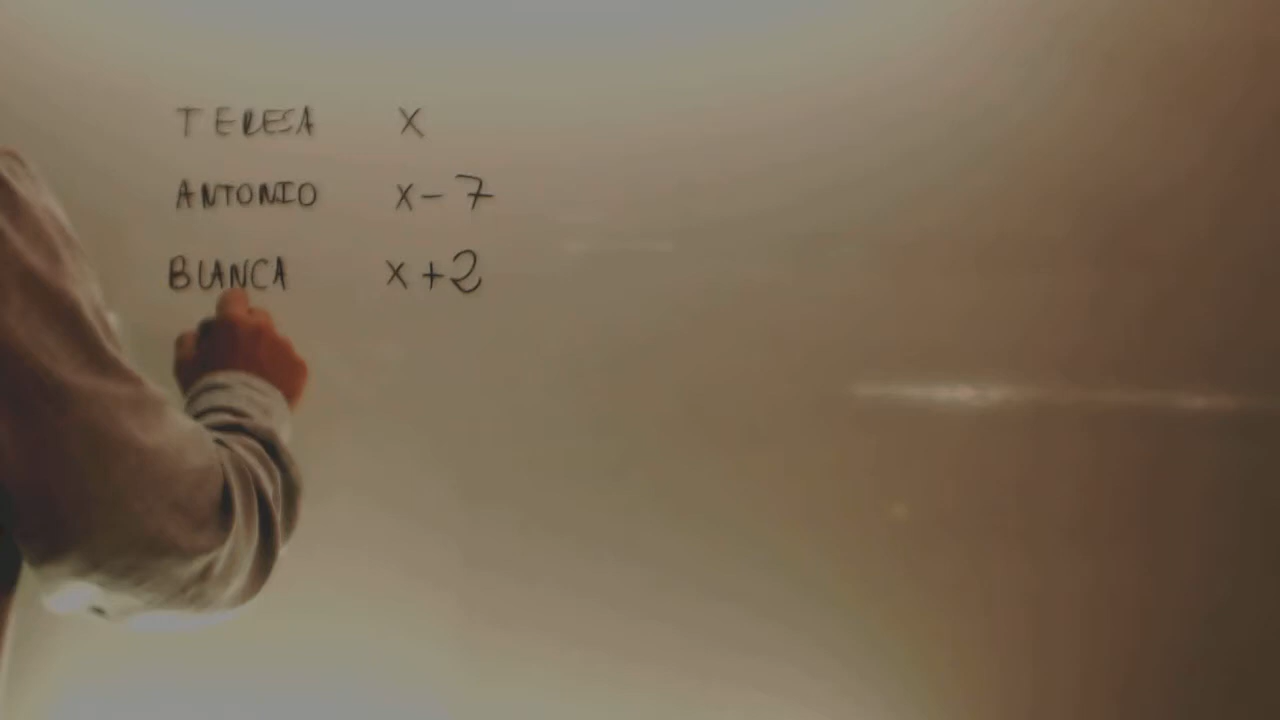 TERESA x
ANTONIO x - 7
BLANCA x + 2